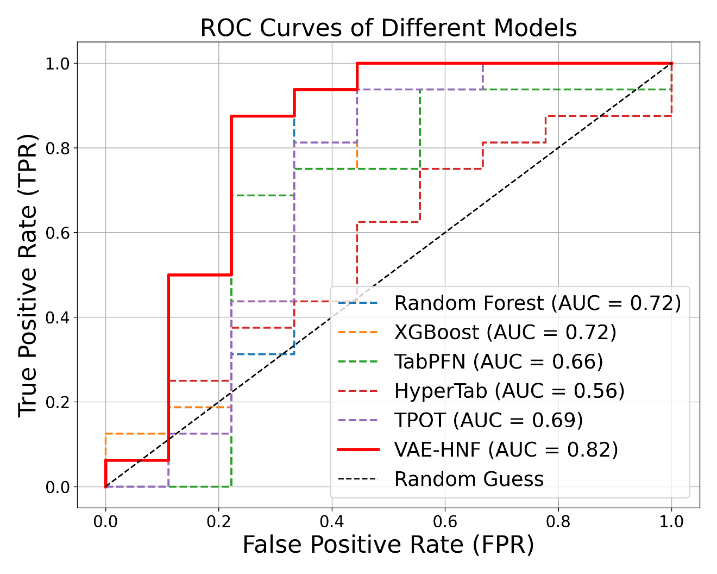 ROC Curves of Different Models
True Positive Rate (TPR)
1.0
0.8
0.6
0.4
0.2
0.0
Random Forest (AUC = 0.72)
XGBoost (AUC = 0.72)
TabPFN (AUC = 0.66)
HyperTab (AUC = 0.56)
TPOT (AUC = 0.69)
VAE-HNF (AUC = 0.82)
Random Guess
0.0 0.2 0.4 0.6 0.8 1.0
False Positive Rate (FPR)